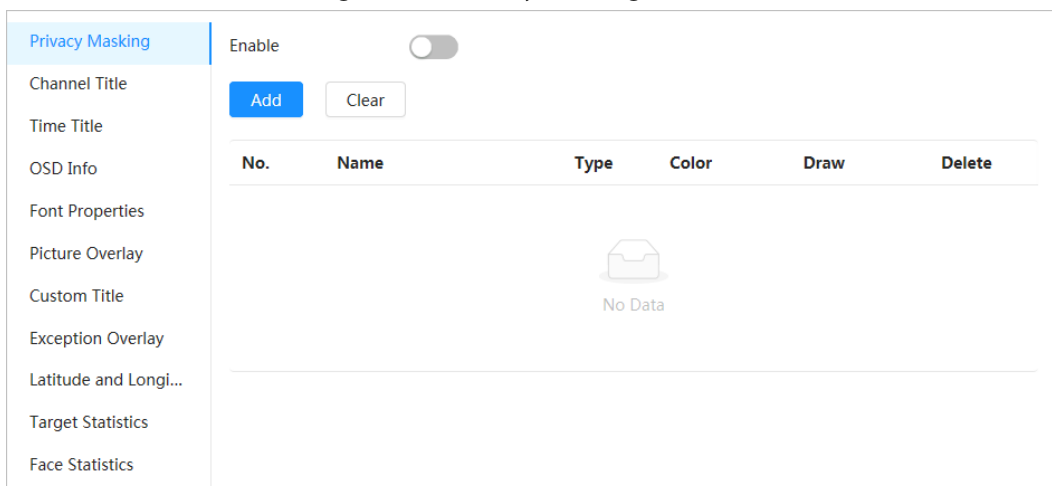 Privacy Masking
Enable
Channel Title
Add
Clear
Time Title
OSD Info
No. Name Type Color Draw Delete
Font Properties
Picture Overlay
Custom Title
No Data
Exception Overlay
Latitude and Longi...
Target Statistics
Face Statistics